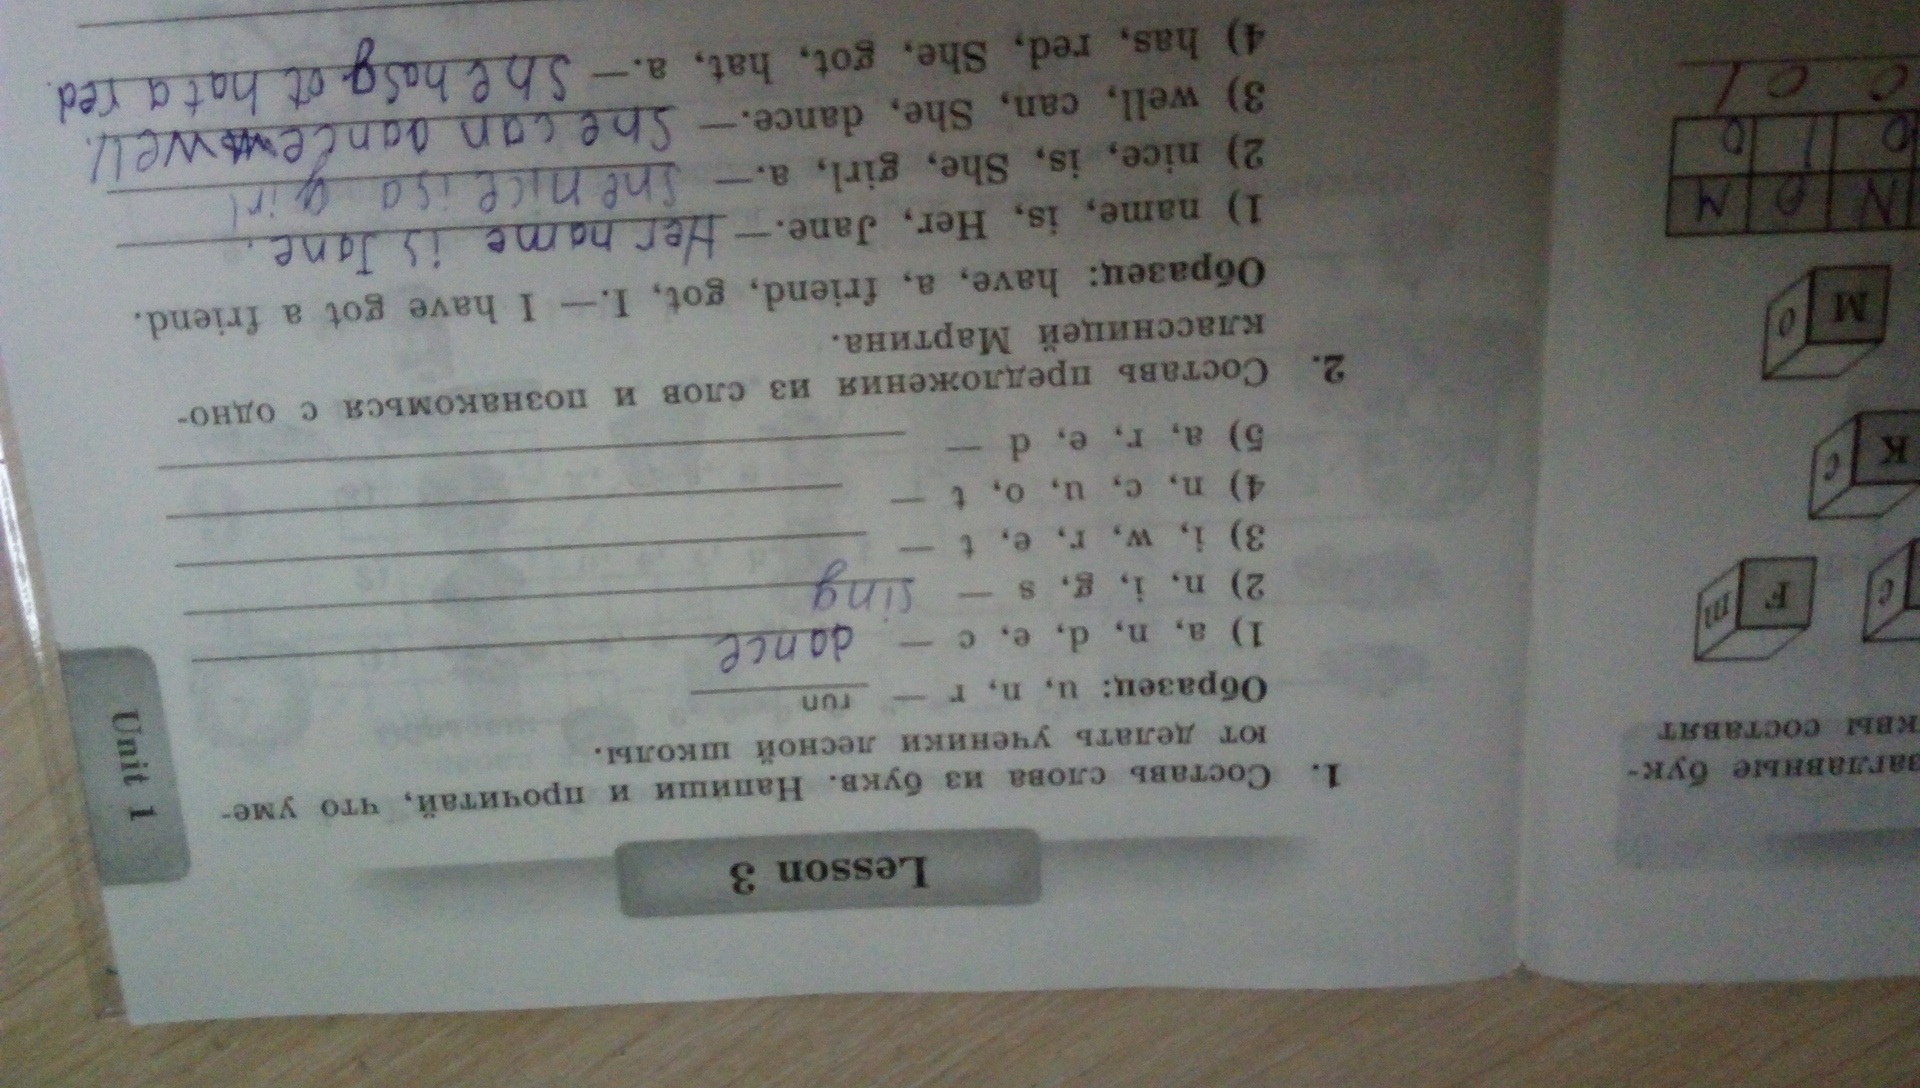 Lesson 3
Unit 1
1. Составь слова из букв. Напиши и прочитай, что уме-
ют делать ученики лесной школы.
Образец: u, n, r — run
1) a, n, d, e, c — dance
2) n, i, g, s — sing
3) i, w, r, e, t —
4) n, c, u, o, t —
5) a, r, e, d —
2. Составь предложения из слов и познакомься с одно-
классницей Мартина.
Образец: have, a, friend, got, I.— I have got a friend.
1) name, is, Her, Jane.— Her name is Jane.
2) nice, is, She, girl, a.— She nice is a girl
3) well, can, She, dance.— She can dance well.
4) has, red, She, got, hat, a.— She has got hat a red.
заглавные бук-
квы составят
F m
c
K c
M o